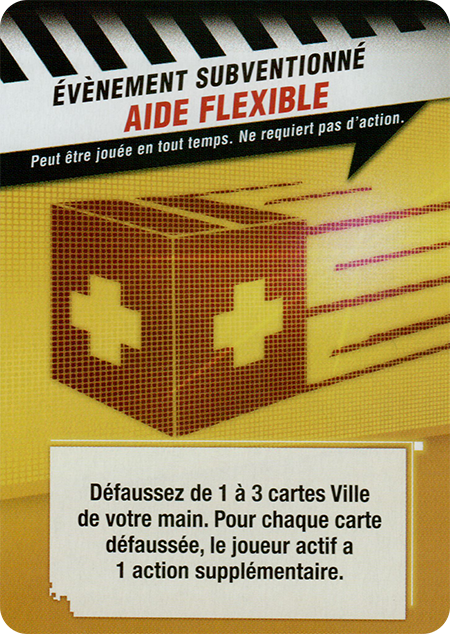 ÉVÈNEMENT SUBVENTIONNÉ
AIDE FLEXIBLE
Peut être jouée en tout temps. Ne requiert pas d'action.
Défaussez de 1 à 3 cartes Ville
de votre main. Pour chaque carte
défaussée, le joueur actif a
1 action supplémentaire.